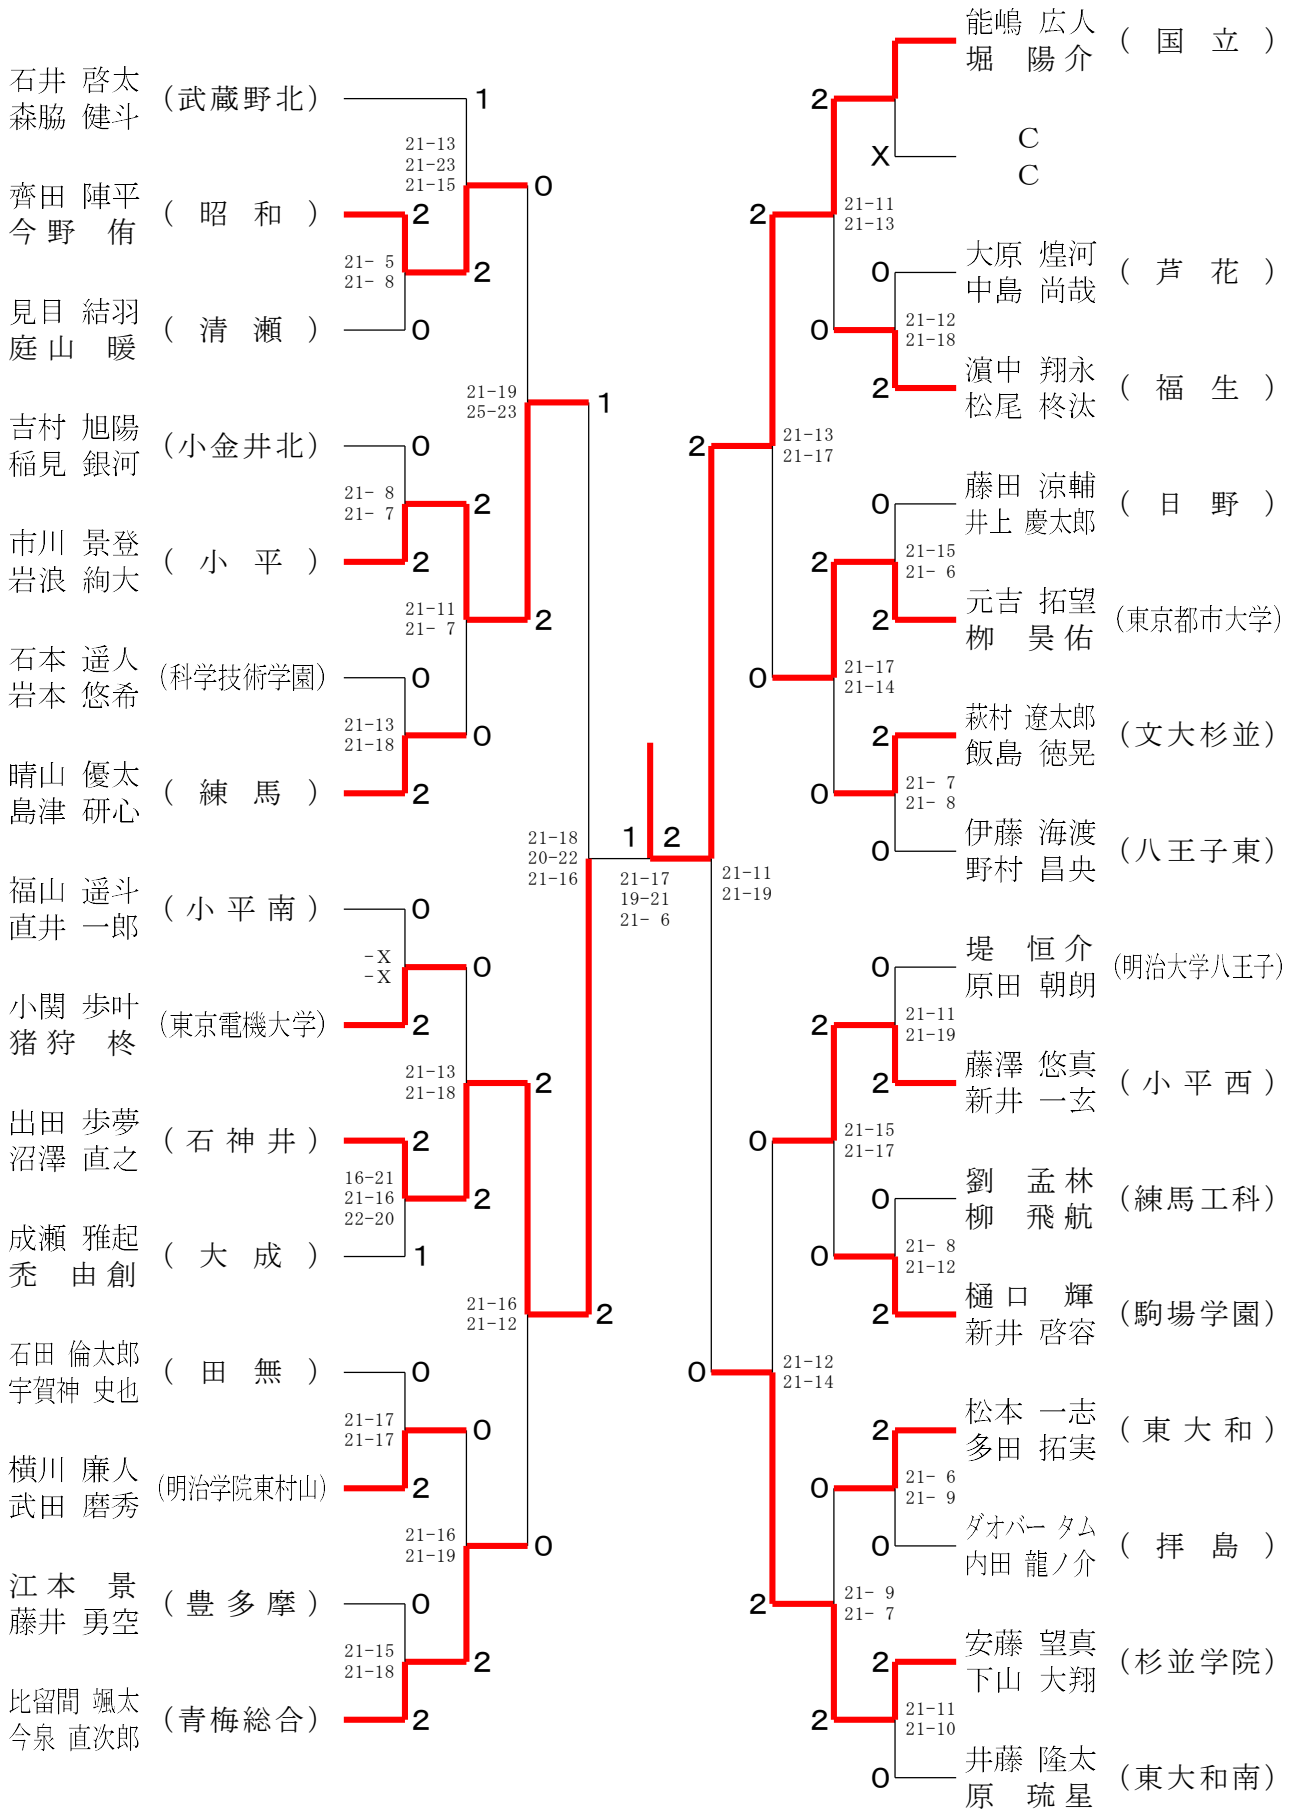 石井 啓太
森脇 健斗
(武蔵野北)
1
21-13
21-23
21-15
0
齊田 陣平
今野 侑
( 昭 和 )
2
21- 5
21- 8
2
見目 結羽
庭山 暖
( 清 瀬 )
0
21-19
25-23
1
吉村 旭陽
稲見 銀河
(小金井北)
0
21- 8
21- 7
2
市川 景登
岩浪 絢大
( 小 平 )
2
21-11
21- 7
2
石本 遥人
岩本 悠希
(科学技術学園)
0
21-13
21-18
0
晴山 優太
島津 研心
( 練 馬 )
2
21-18
20-22
21-16
1
2
21-17
19-21
21- 6
福山 遥斗
直井 一郎
( 小 平 南 )
0
-X
-X
0
小関 歩叶
猪狩 柊
(東京電機大学)
2
21-13
21-18
2
出田 歩夢
沼澤 直之
( 石 神 井 )
2
16-21
21-16
22-20
2
成瀬 雅起
禿 由創
( 大 成 )
1
21-16
21-12
2
石田 倫太郎
宇賀神 史也
( 田 無 )
0
21-17
21-17
0
横川 廉人
武田 磨秀
(明治学院東村山)
2
21-16
21-19
0
江本 景
藤井 勇空
( 豊 多 摩 )
0
21-15
21-18
2
比留間 颯太
今泉 直次郎
(青梅総合)
2
能嶋 広人
堀 陽介
( 国 立 )
2
X
C
C
2
21-11
21-13
0
大原 煌河
中島 尚哉
( 芦 花 )
0
21-12
21-18
2
濵中 翔永
松尾 柊汰
( 福 生 )
2
21-13
21-17
0
藤田 涼輔
井上 慶太郎
( 日 野 )
2
21-15
21- 6
2
元吉 拓望
栁 昊佑
(東京都市大学)
0
21-17
21-14
2
萩村 遼太郎
飯島 徳晃
(文大杉並)
0
21- 7
21- 8
0
伊藤 海渡
野村 昌央
(八王子東)
21-11
21-19
0
堤 恒介
原田 朝朗
(明治大学八王子)
2
21-11
21-19
2
藤澤 悠真
新井 一玄
( 小 平 西 )
0
21-15
21-17
0
劉 孟林
柳 飛航
(練馬工科)
0
21- 8
21-12
2
樋口 輝
新井 啓容
(駒場学園)
0
21-12
21-14
2
松本 一志
多田 拓実
( 東 大 和 )
0
21- 6
21- 9
0
ダオバー タム
内田 龍ノ介
( 拝 島 )
2
21- 9
21- 7
2
安藤 望真
下山 大翔
(杉並学院)
2
21-11
21-10
0
井藤 隆太
原 琉星
(東大和南)